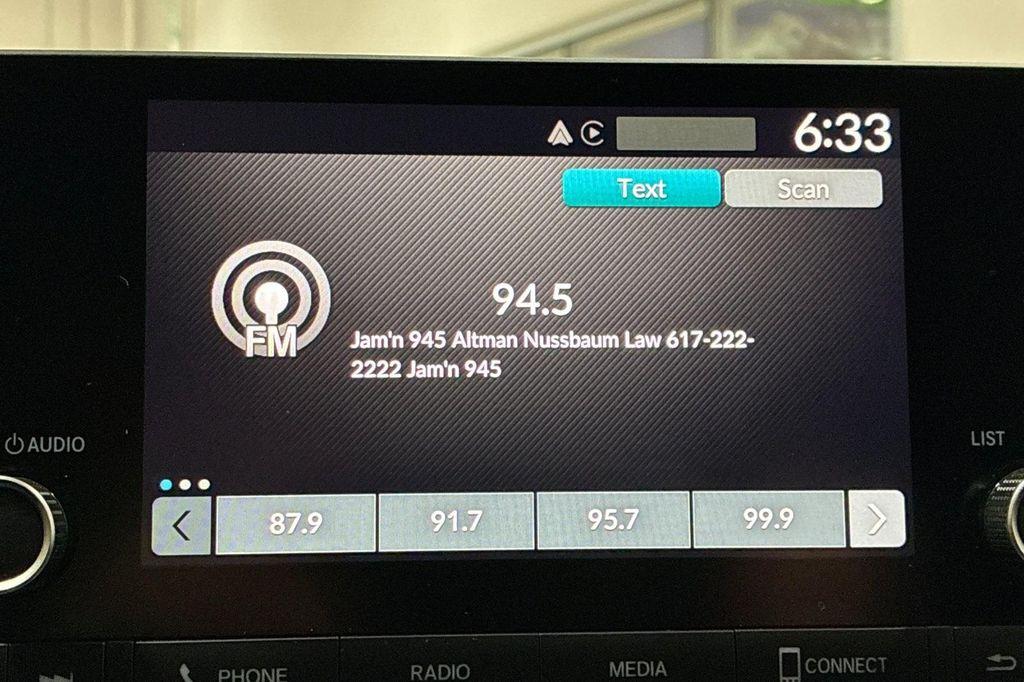 6:33
Text Scan
94.5
Jam'n 945 Altman Nussbaum Law 617-222-
2222 Jam'n 945
FM
AUDIO
LIST
87.9 91.7 95.7 99.9
PHONE RADIO MEDIA CONNECT